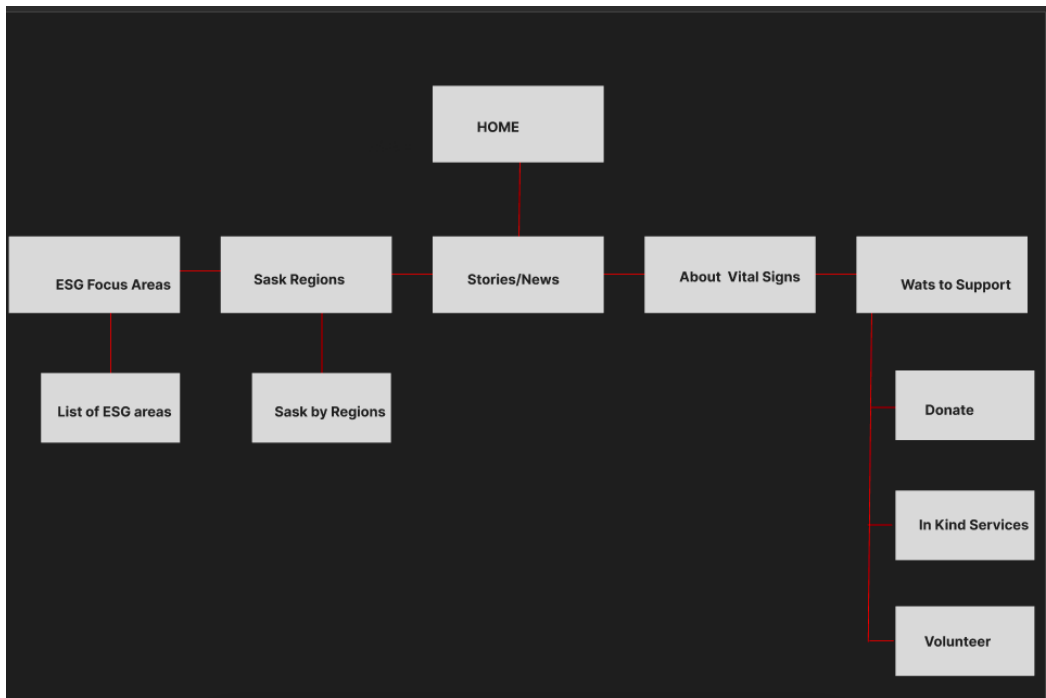 HOME
ESG Focus Areas
Sask Regions
Stories/News
About Vital Signs
Wats to Support
List of ESG areas
Sask by Regions
Donate
In Kind Services
Volunteer